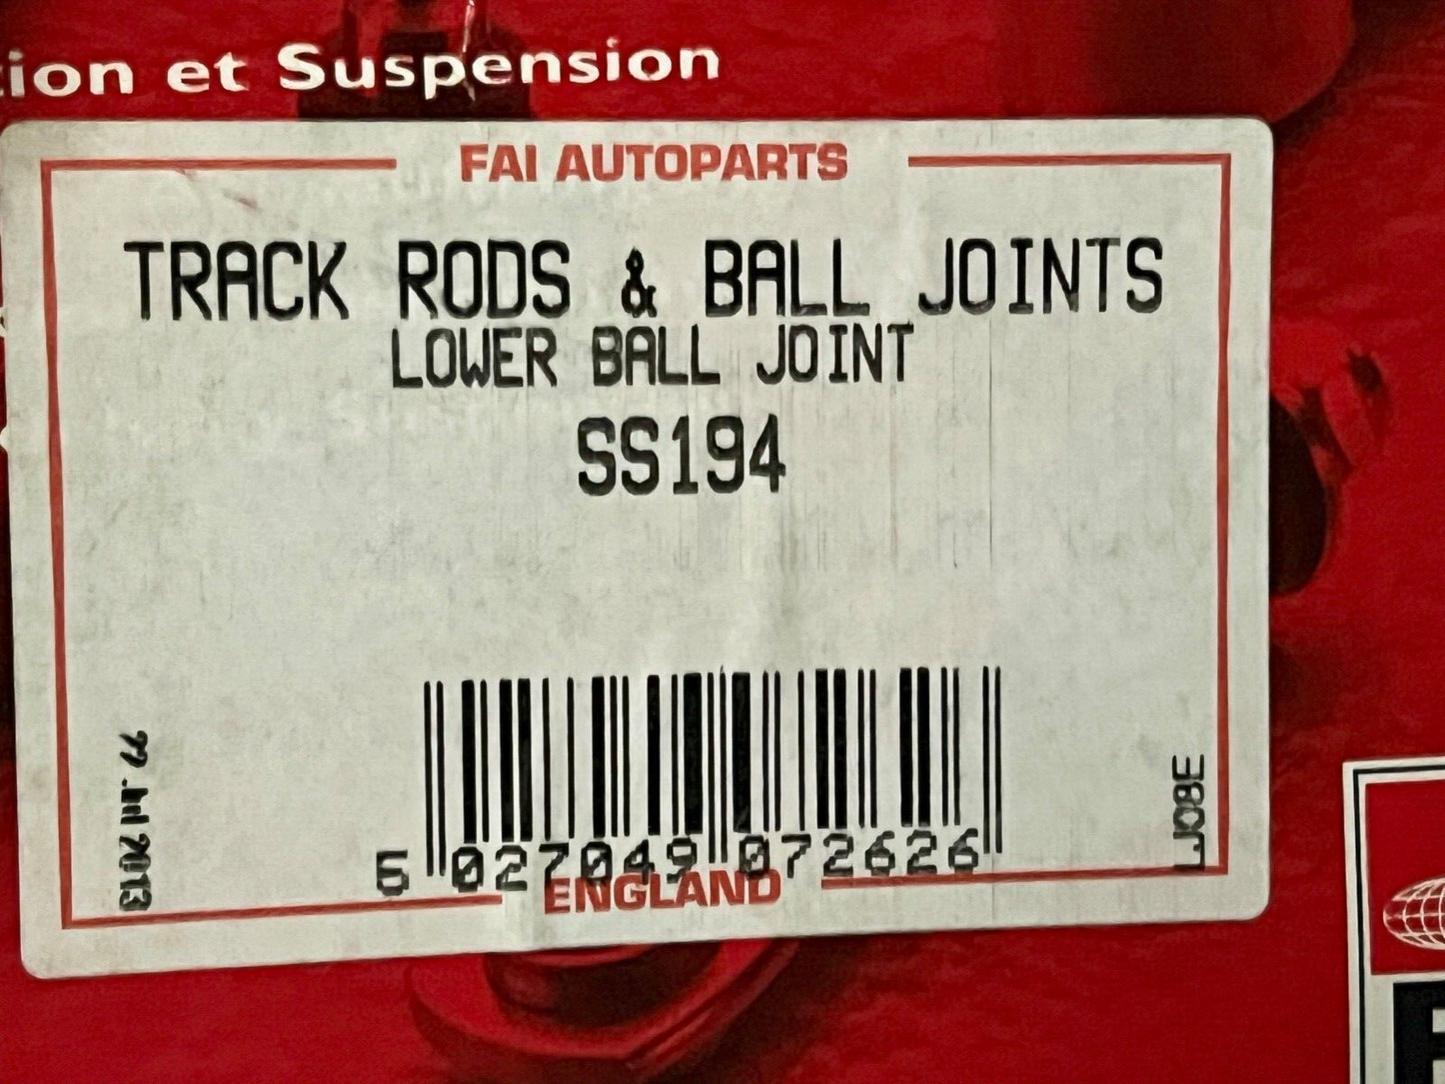 ion et Suspension
FAI AUTOPARTS
TRACK RODS & BALL JOINTS
LOWER BALL JOINT
SS194
5 027049 072626
ENGLAND
LJ08E